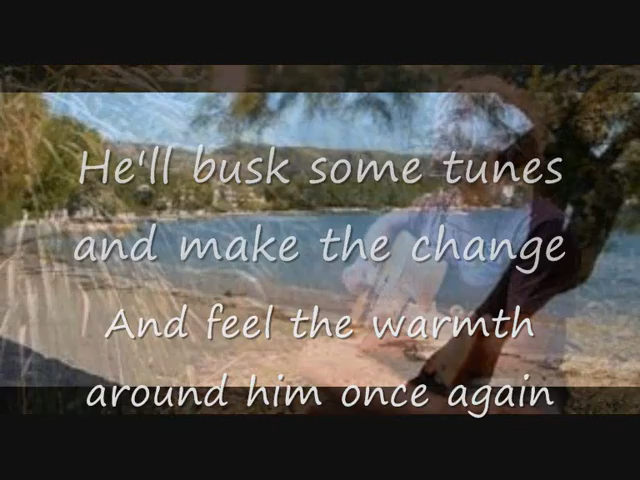 He'll busk some tunes
and make the change
And feel the warmth
around him once again